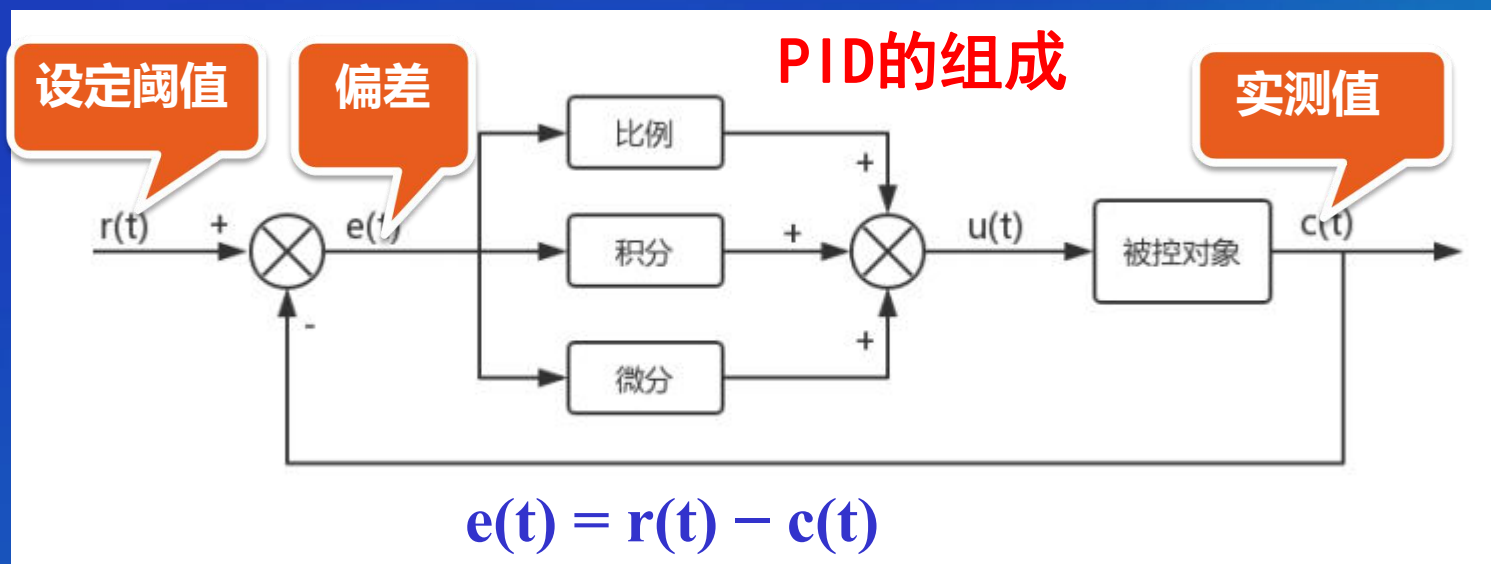 PID的组成
设定阈值
偏差
实测值
比例
+
r(t)
+
e(t)
积分
+
u(t)
被控对象
c(t)
-
+
微分
e(t) = r(t) − c(t)